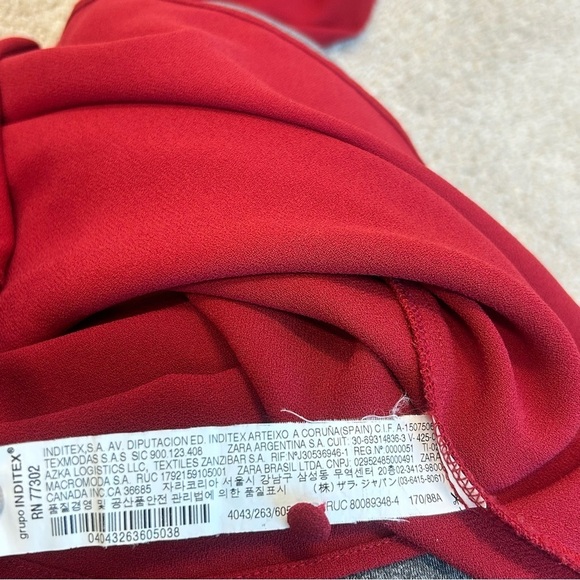 grupo INDITEX®
RN 77302
INDITEX,S.A. AV. DIPUTACION ED. INDITEX ARTEIXO A CORUÑA(SPAIN) C.I.F. A-1507506
TEXMODAS S A.S SIC 900.123 408 ZARA ARGENTINA S.A. CUIT: 30-69314836-3
AZKA LOGISTICS LLC, TEXTILES ZANZIBAR S.A. RIF NºJ30536946-1 REG Nº 0000051
MACROMODA S.A. RUC 1792159105001 ZARA BRASIL LTDA. CNPJ: 02952485000491
CANADA INC.CA 36685 자라코리아 서울시 강남구 삼성동 무역센터 20층 02-3413-9800
품질경영 및 공산품안전 관리법에 의한 품질표시 (株) ザラ・ジャパン (03-6415-8061)
4043/263/605 RUC 80089348-4 170/88A
04043263605038